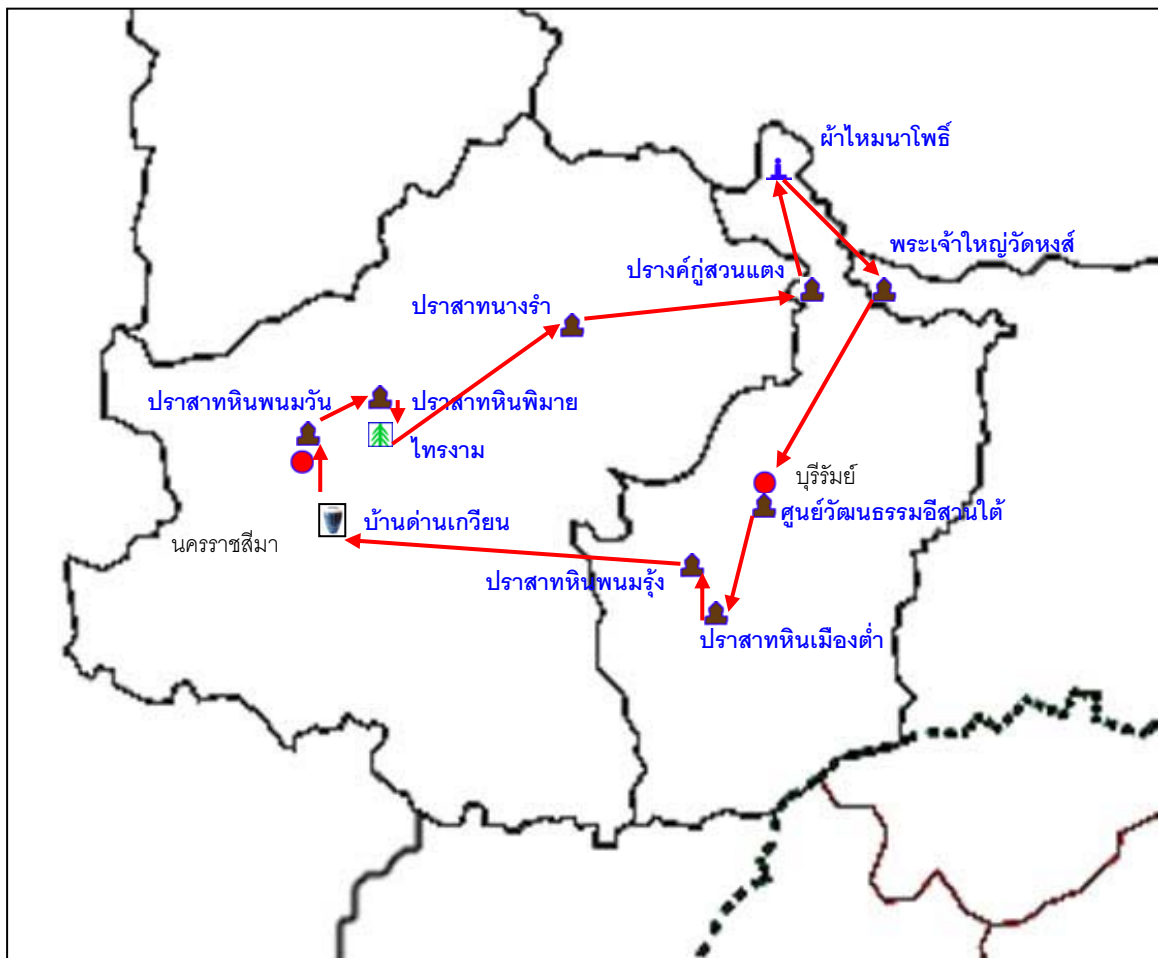 ผ้าไหมนาโพธิ์
พระเจ้าใหญ่วัดหงส์
ปรางค์กู่สวนแตง
ปราสาทนางรำ
ปราสาทหินพนมวัน
ปราสาทหินพิมาย
ไทรงาม
บุรีรัมย์
ศูนย์วัฒนธรรมอีสานใต้
บ้านด่านเกวียน
นครราชสีมา
ปราสาทหินพนมรุ้ง
ปราสาทหินเมืองต่ำ